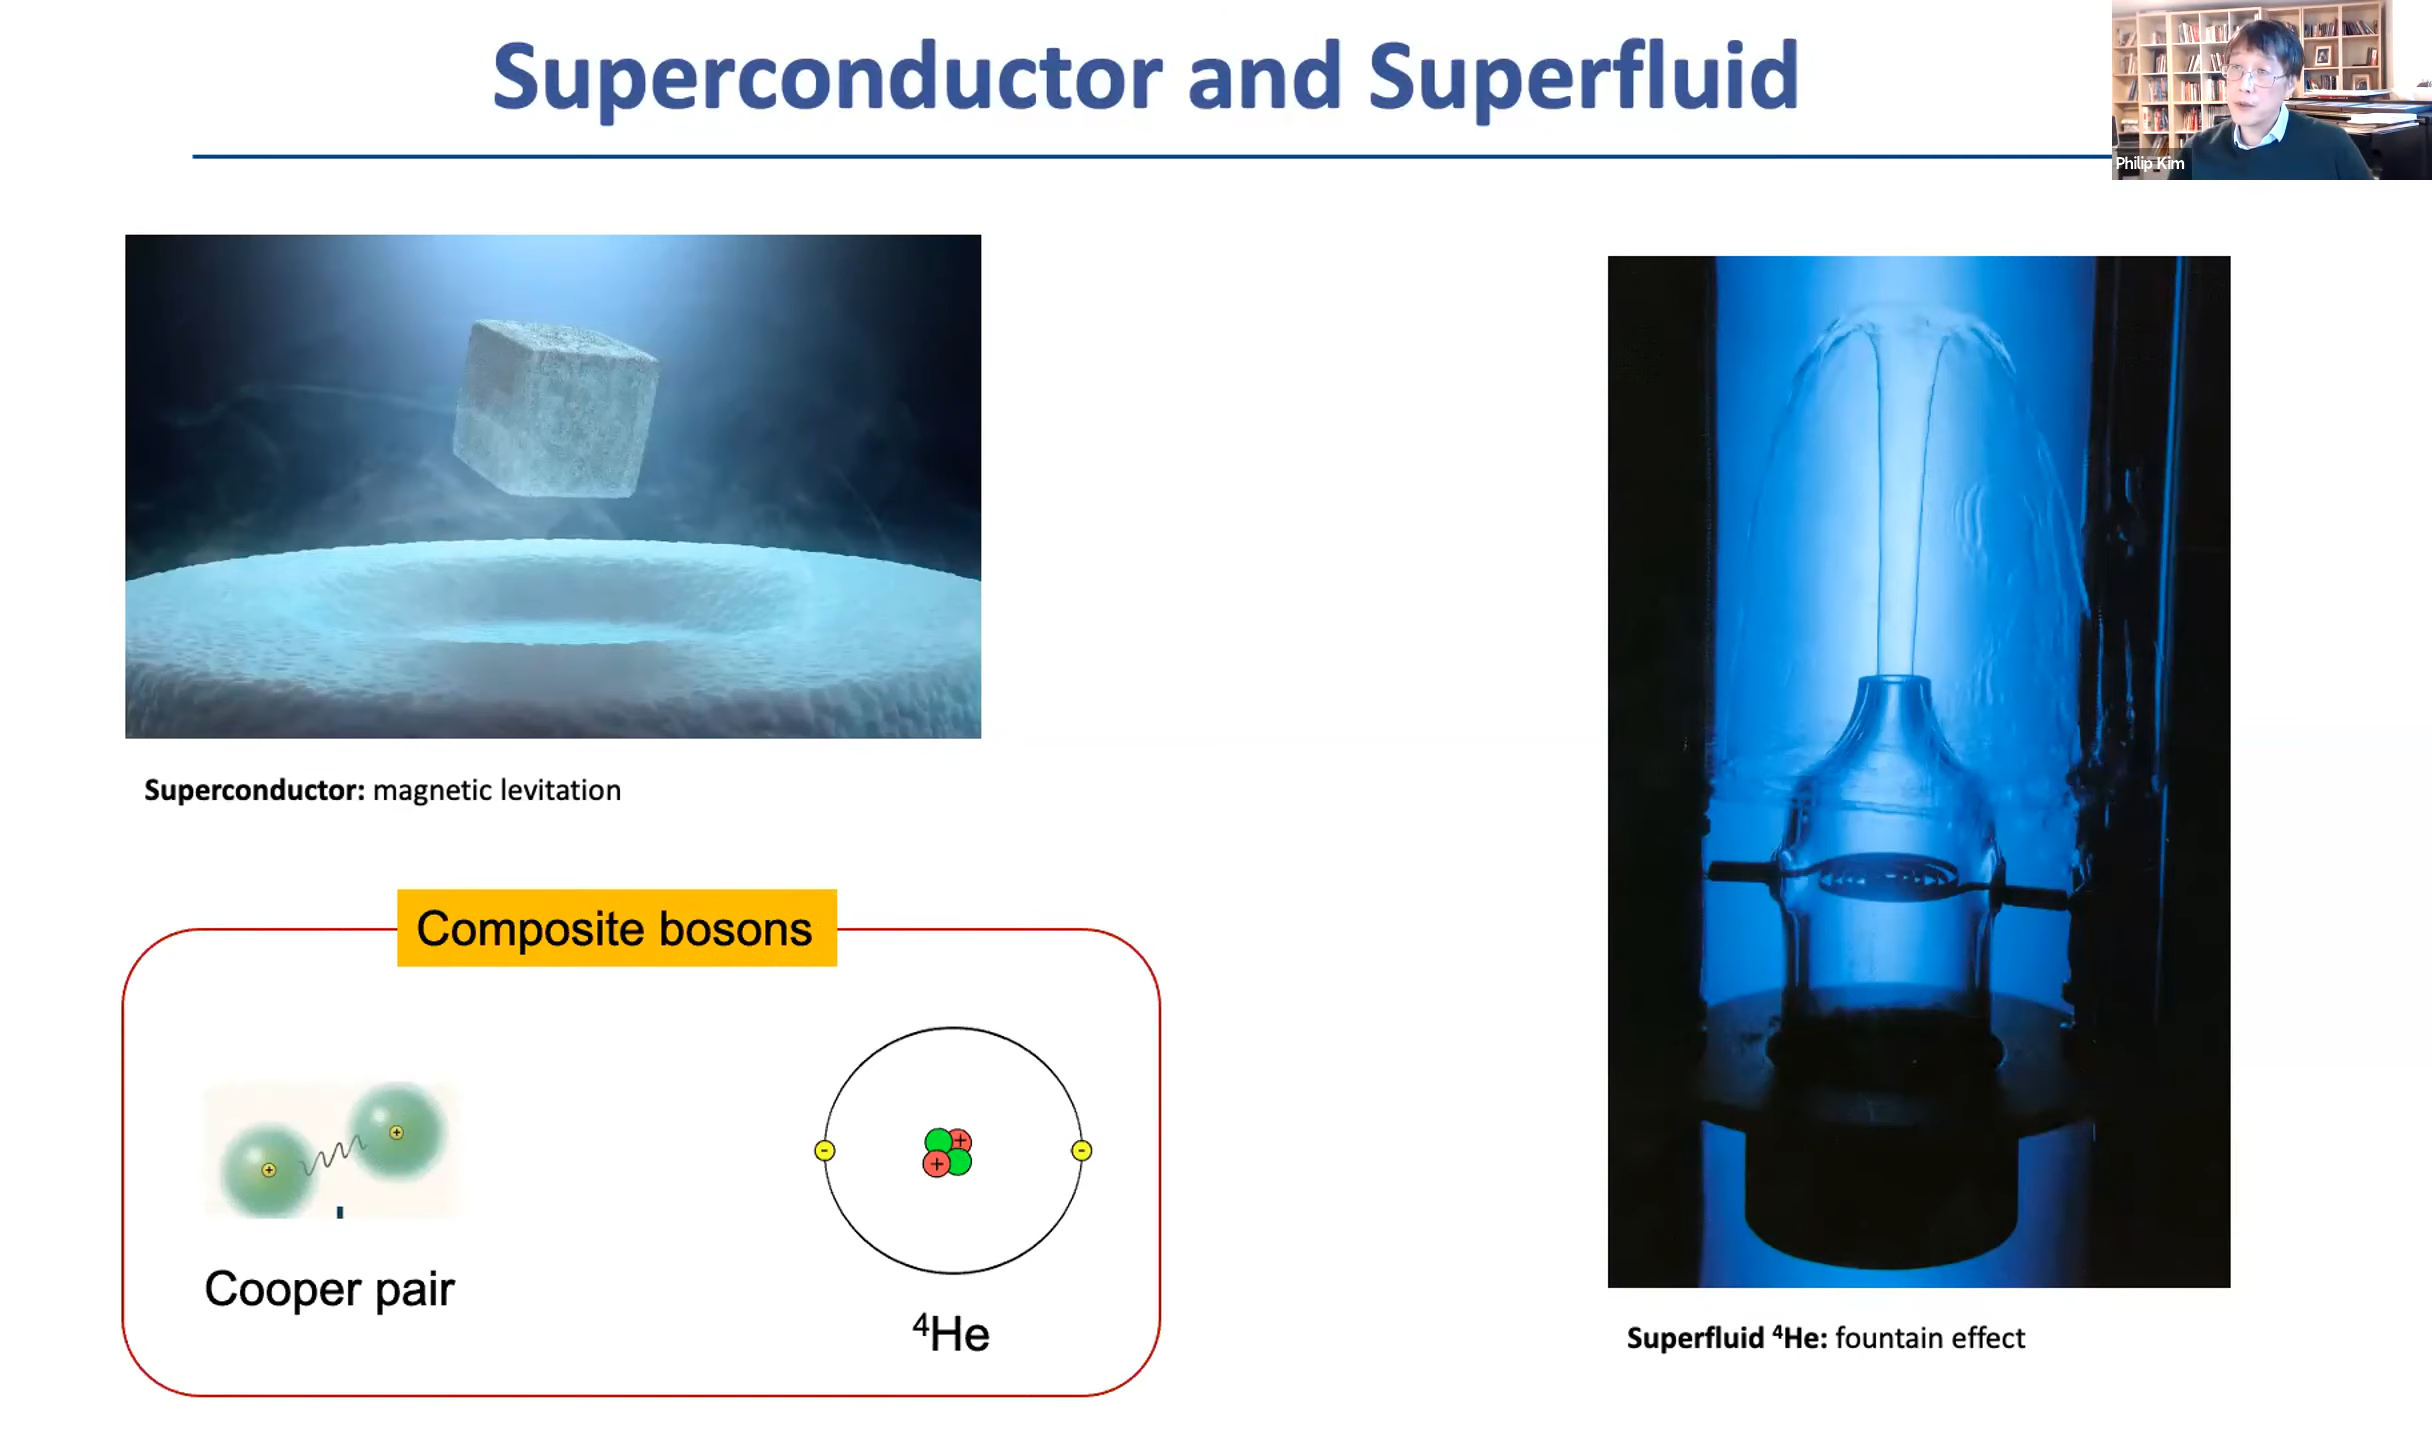 Superconductor and Superfluid
Philip Kim
Superconductor: magnetic levitation
Composite bosons
+
+
-
+
+
-
Cooper pair
⁴He
Superfluid ⁴He: fountain effect